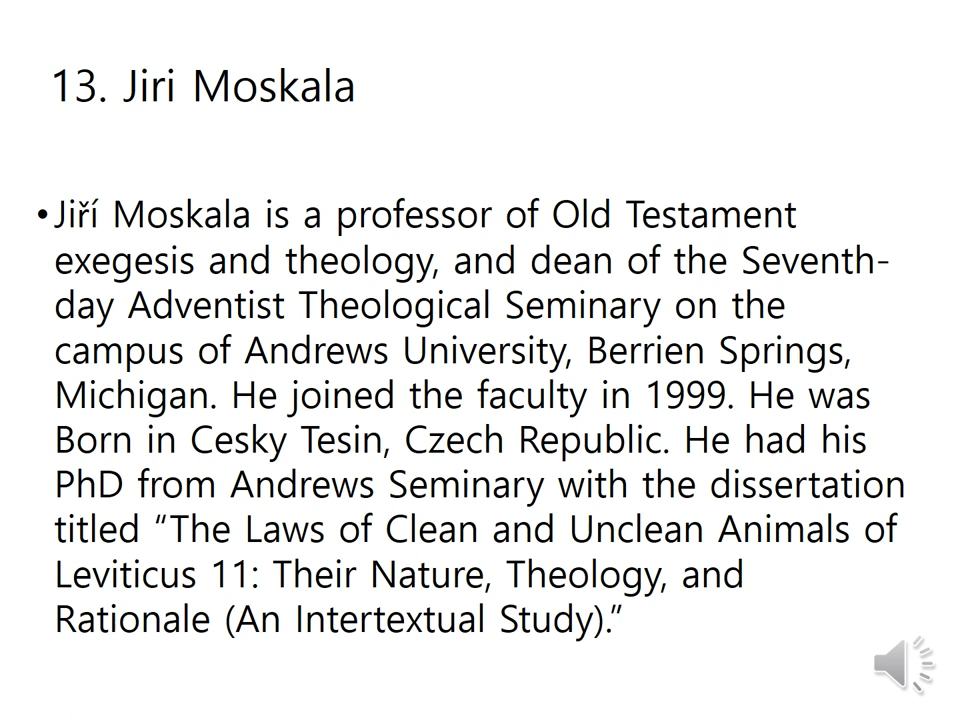 13. Jiri Moskala
•Jiří Moskala is a professor of Old Testament
exegesis and theology, and dean of the Seventh-
day Adventist Theological Seminary on the
campus of Andrews University, Berrien Springs,
Michigan. He joined the faculty in 1999. He was
Born in Cesky Tesin, Czech Republic. He had his
PhD from Andrews Seminary with the dissertation
titled “The Laws of Clean and Unclean Animals of
Leviticus 11: Their Nature, Theology, and
Rationale (An Intertextual Study).”